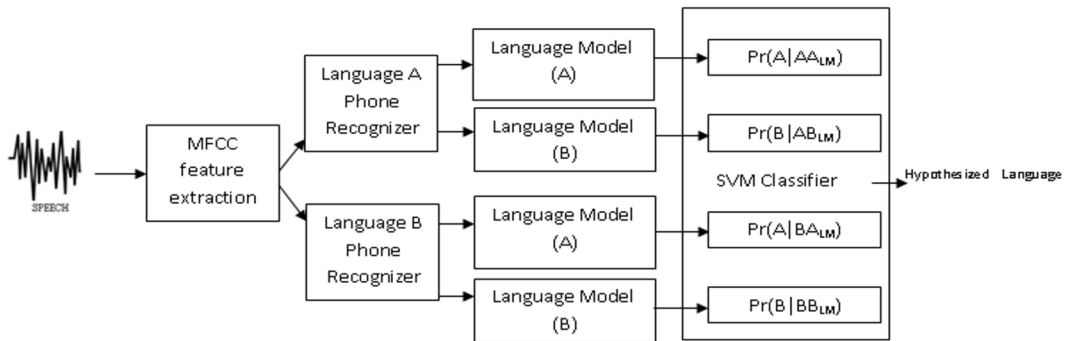 SPEECH
MFCC
feature
extraction
Language A
Phone
Recognizer
Language B
Phone
Recognizer
Language Model
(A)
Language Model
(B)
Language Model
(A)
Language Model
(B)
Pr(A|AA_LM)
Pr(B|AB_LM)
SVM Classifier
Pr(A|BA_LM)
Pr(B|BB_LM)
Hypothesized Language